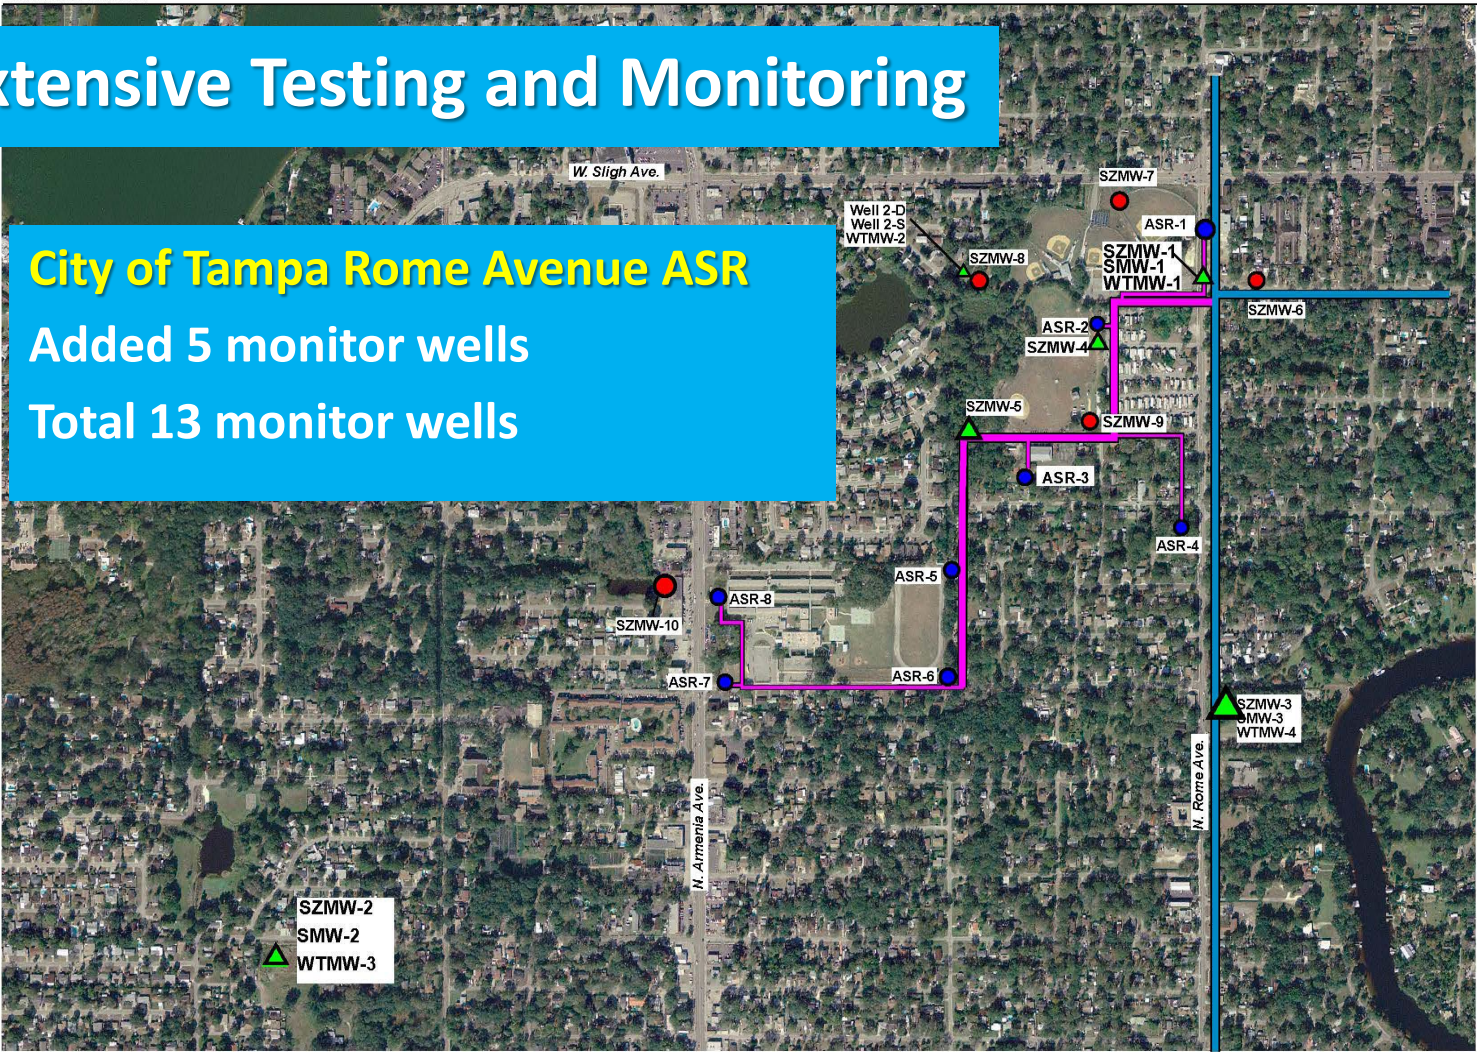 xtensive Testing and Monitoring
W. Sligh Ave.
SZMW-7
Well 2-D
Well 2-S
WTMW-2
ASR-1
SZMW-8
SZMW-1
SMW-1
WTMW-1
City of Tampa Rome Avenue ASR
SZMW-6
Added 5 monitor wells
ASR-2
SZMW-4
Total 13 monitor wells
SZMW-5
SZMW-9
ASR-3
ASR-4
ASR-5
ASR-8
SZMW-10
ASR-6
ASR-7
SZMW-3
SMW-3
WTMW-4
N. Rome Ave.
N. Armenia Ave.
SZMW-2
SMW-2
WTMW-3